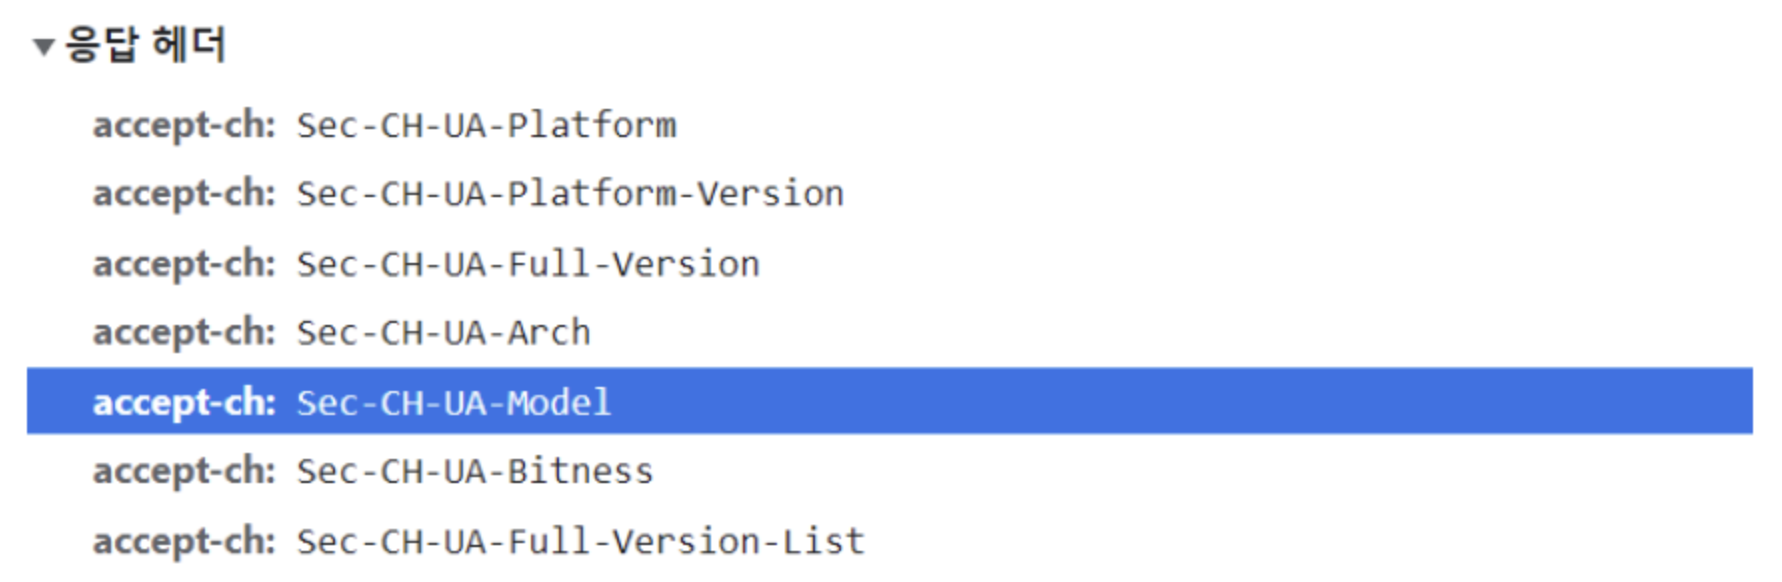 응답 헤더
accept-ch: Sec-CH-UA-Platform
accept-ch: Sec-CH-UA-Platform-Version
accept-ch: Sec-CH-UA-Full-Version
accept-ch: Sec-CH-UA-Arch
accept-ch: Sec-CH-UA-Model
accept-ch: Sec-CH-UA-Bitness
accept-ch: Sec-CH-UA-Full-Version-List